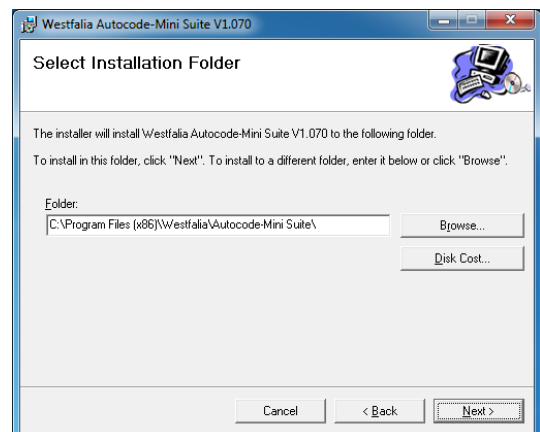 Westfalia Autocode-Mini Suite V1.070
Select Installation Folder
The installer will install Westfalia Autocode-Mini Suite V1.070 to the following folder.
To install in this folder, click "Next". To install to a different folder, enter it below or click "Browse".
Folder:
C:\Program Files (x86)\Westfalia\Autocode-Mini Suite\
Browse...
Disk Cost...
Cancel
< Back
Next >